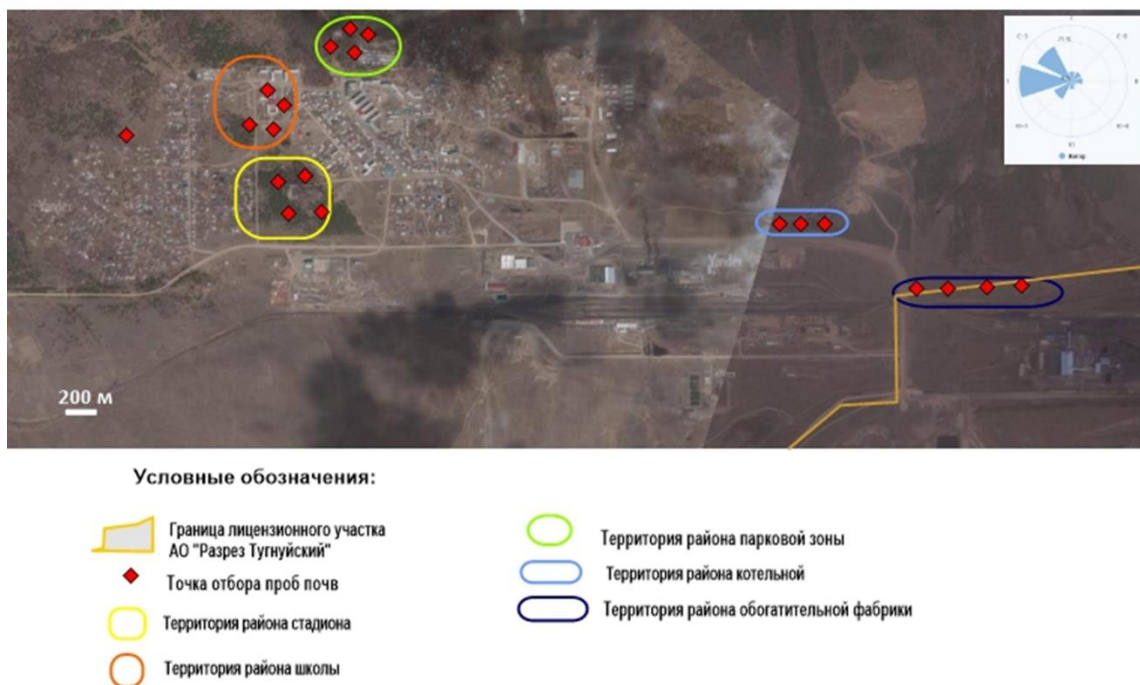 С
С-З
С-В
25 %
В
Ю-З
Ю-В
Ю
200 м
Условные обозначения:
Граница лицензионного участка
АО "Разрез Тугнуйский"
Точка отбора проб почв
Территория района стадиона
Территория района школы
Территория района парковой зоны
Территория района котельной
Территория района обогатительной фабрики